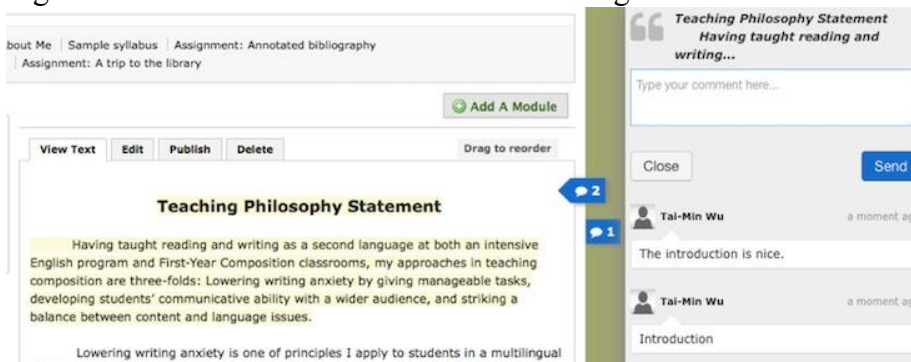 bout Me | Sample syllabus | Assignment: Annotated bibliography
| Assignment: A trip to the library
Add A Module
View Text Edit Publish Delete Drag to reorder
Teaching Philosophy Statement
Having taught reading and writing as a second language at both an intensive
English program and First-Year Composition classrooms, my approaches in teaching
composition are three-folds: Lowering writing anxiety by giving manageable tasks,
developing students' communicative ability with a wider audience, and striking a
balance between content and language issues.
Lowering writing anxiety is one of principles I apply to students in a multilingual
2
1
Teaching Philosophy Statement
Having taught reading and
writing...
Type your comment here...
Close Send
Tai-Min Wu a moment ag
The introduction is nice.
Tai-Min Wu a moment ag
Introduction